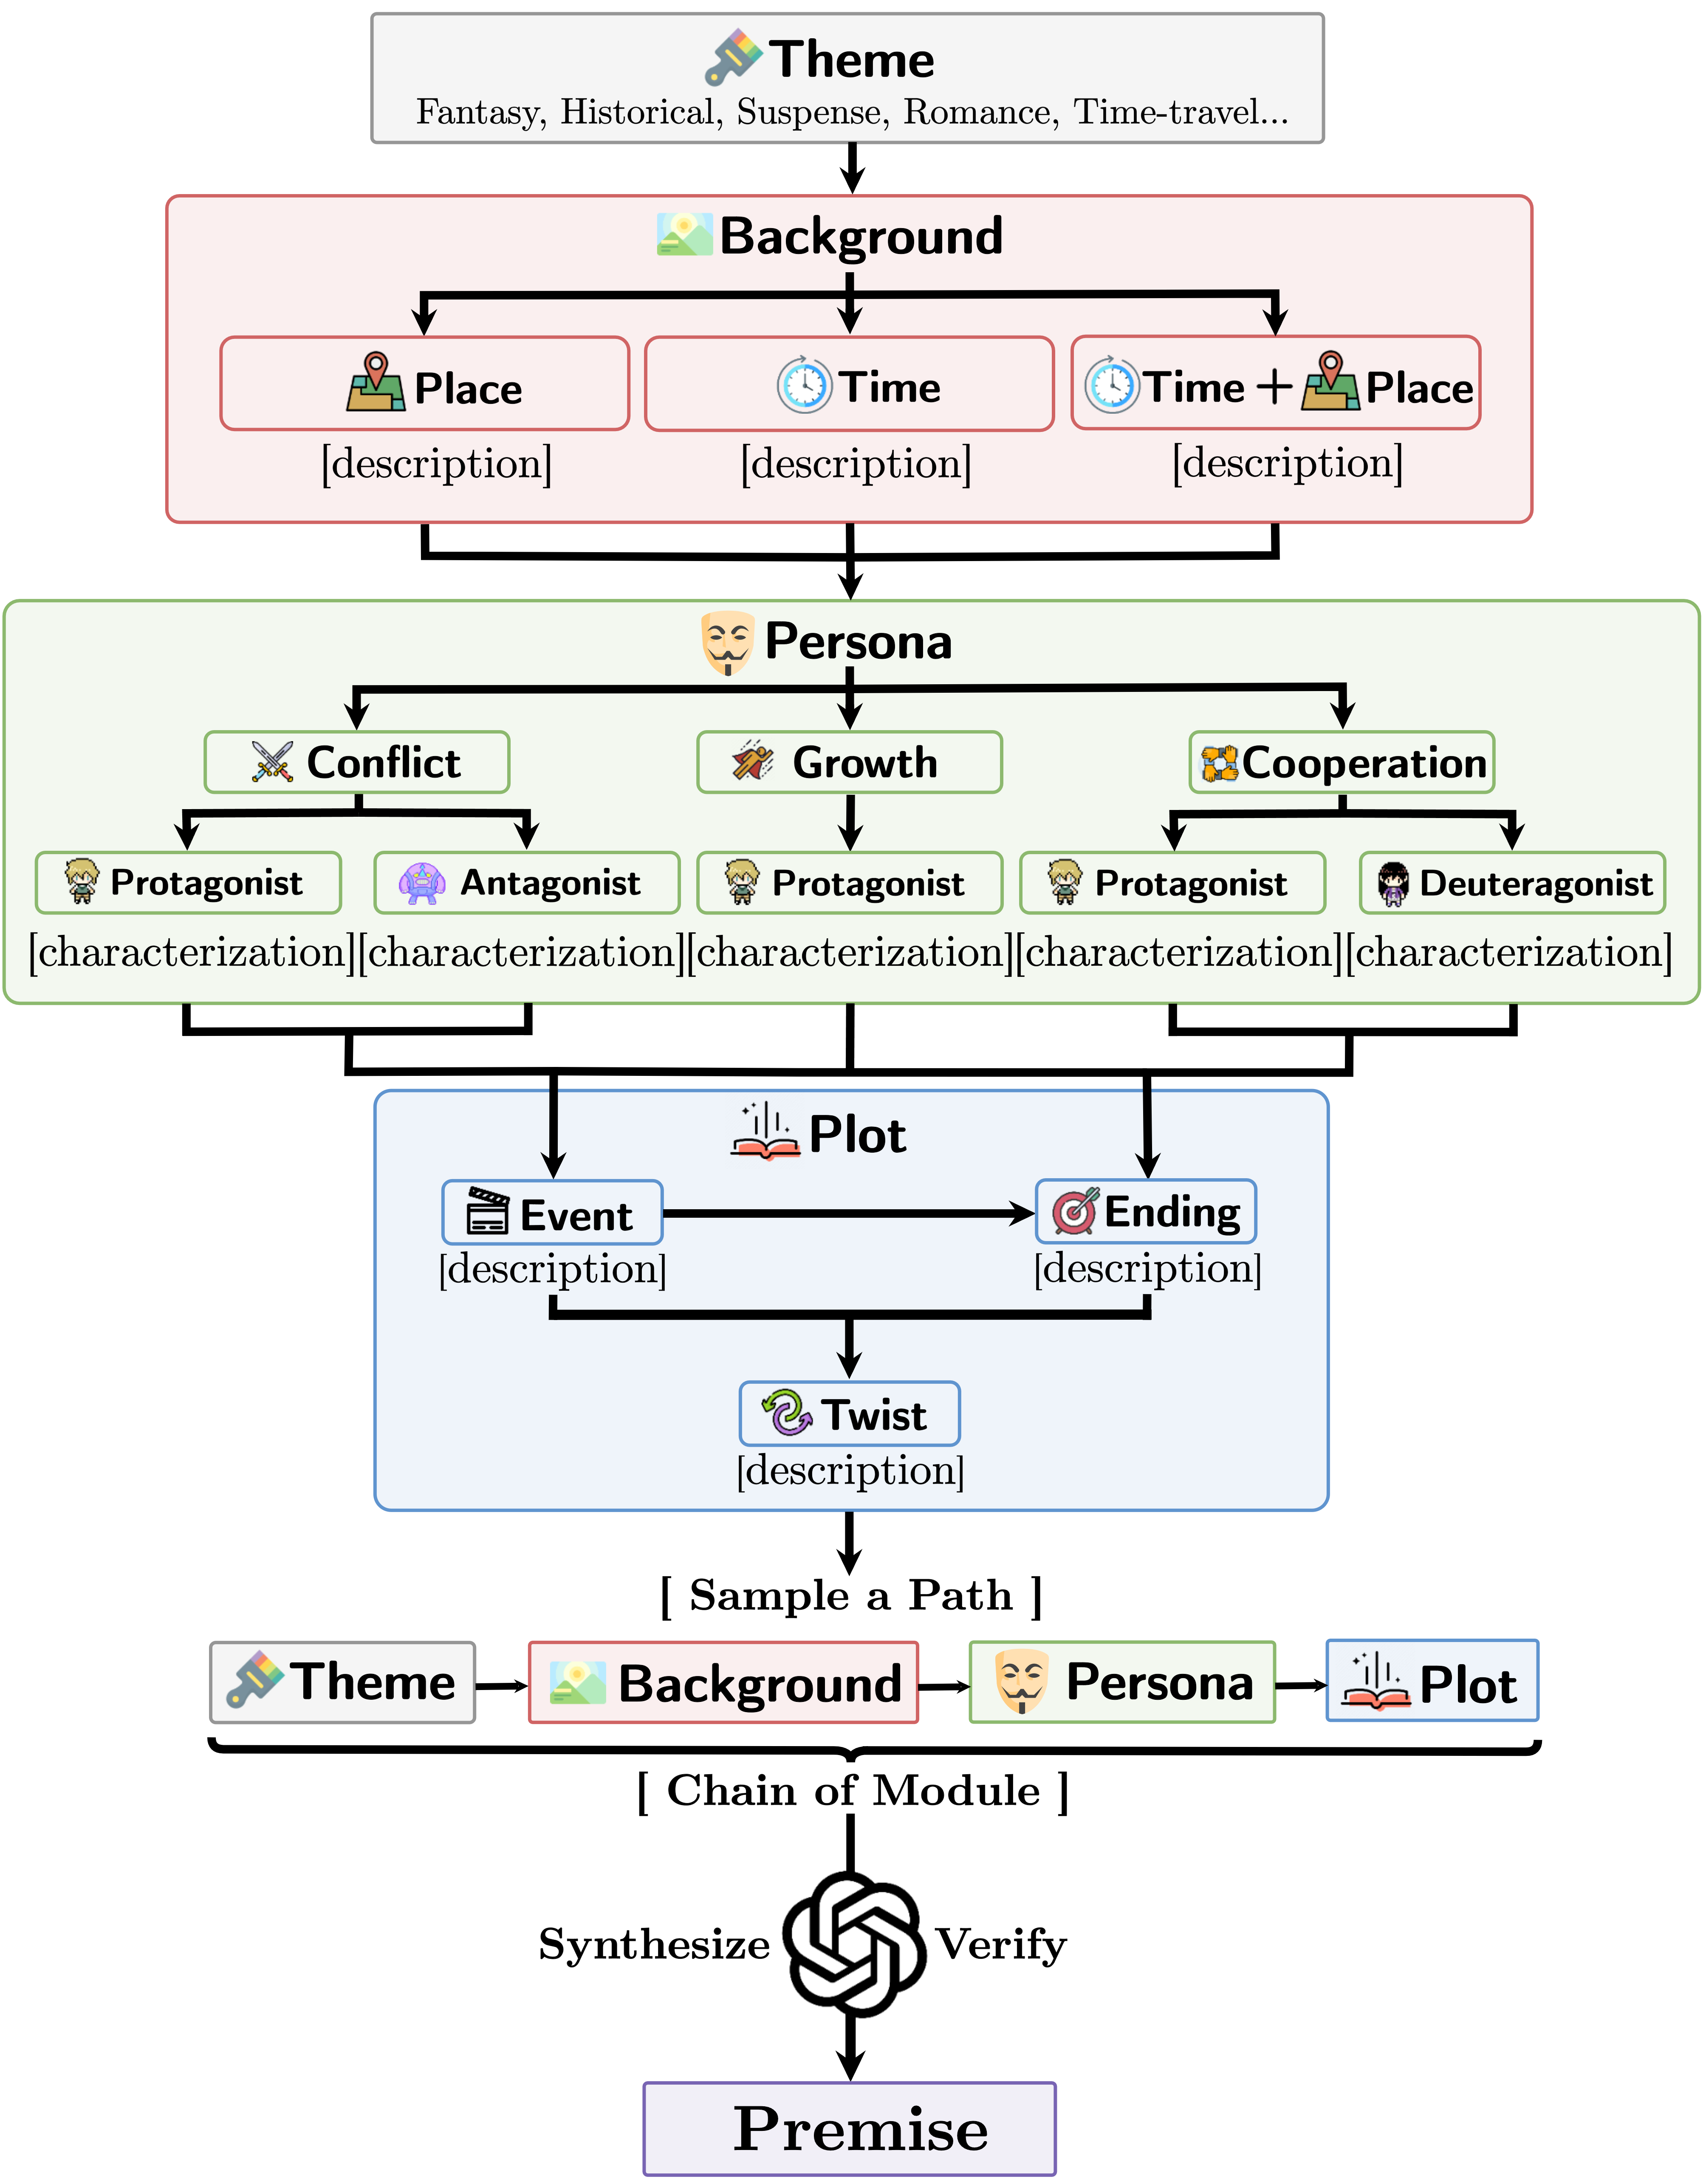 Theme
Fantasy, Historical, Suspense, Romance, Time-travel...
Background
Place
Time
Time + Place
[description]
[description]
[description]
Persona
Conflict
Growth
Cooperation
Protagonist
Antagonist
Protagonist
Protagonist
Deuteragonist
[characterization]
[characterization]
[characterization]
[characterization]
[characterization]
Plot
Event
Ending
[description]
[description]
Twist
[description]
[ Sample a Path ]
Theme
Background
Persona
Plot
[ Chain of Module ]
Synthesize
Verify
Premise